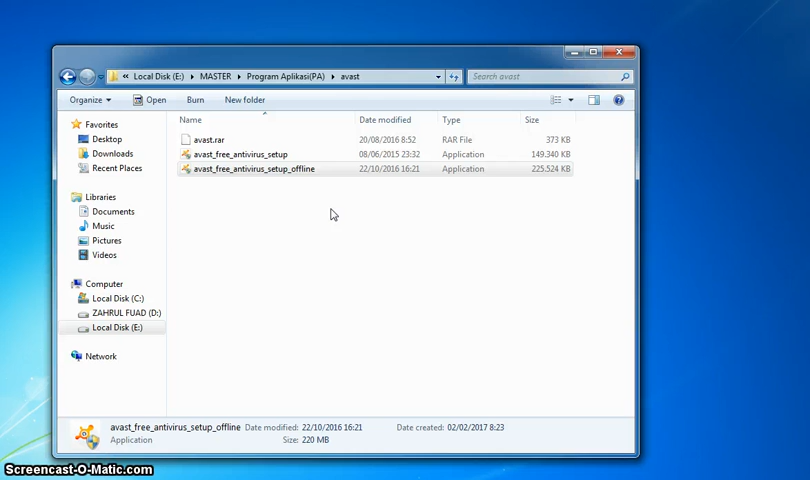 « Local Disk (E:) ▸ MASTER ▸ Program Aplikasi(PA) ▸ avast
Search avast
Organize Open Burn New folder
Name Date modified Type Size
avast.rar 20/08/2016 8:52 RAR File 373 KB
avast_free_antivirus_setup 08/06/2015 23:32 Application 149.340 KB
avast_free_antivirus_setup_offline 22/10/2016 16:21 Application 225.524 KB
Favorites
Desktop
Downloads
Recent Places
Libraries
Documents
Music
Pictures
Videos
Computer
Local Disk (C:)
ZAHRUL FUAD (D:)
Local Disk (E:)
Network
avast_free_antivirus_setup_offline Date modified: 22/10/2016 16:21 Date created: 02/02/2017 8:23
Application Size: 220 MB
Screencast-O-Matic.com